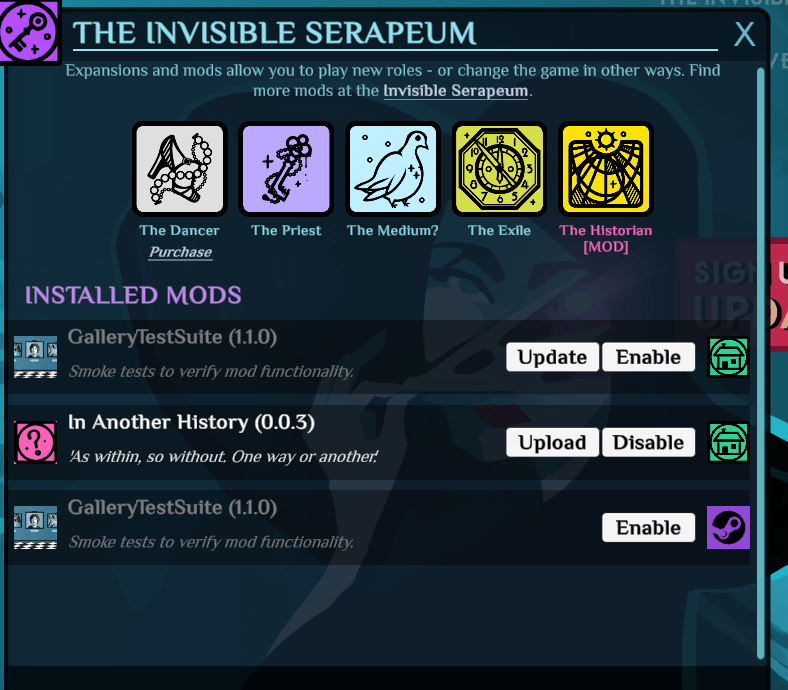 THE INVISIBLE SERAPEUM
X
Expansions and mods allow you to play new roles - or change the game in other ways. Find
more mods at the Invisible Serapeum.
The Dancer
Purchase
The Priest
The Medium?
The Exile
The Historian
[MOD]
INSTALLED MODS
GalleryTestSuite (1.1.0)
Smoke tests to verify mod functionality.
Update
Enable
In Another History (0.0.3)
'As within, so without. One way or another.'
Upload
Disable
GalleryTestSuite (1.1.0)
Smoke tests to verify mod functionality.
Enable
SIGN U